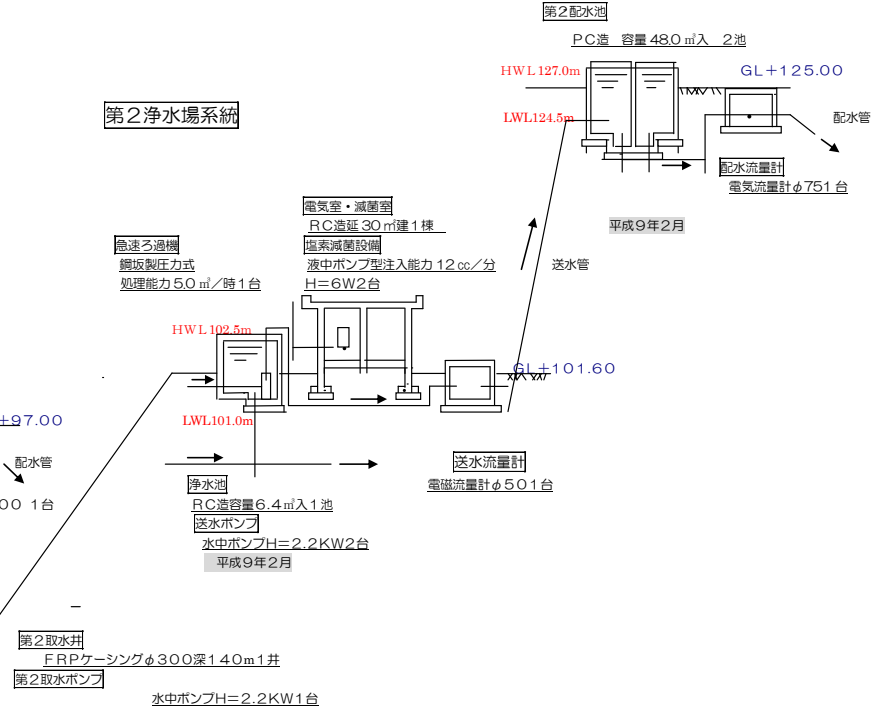 第2配水池
PC造 容量48.0㎥入 2池
HWL127.0m
GL+125.00
第2浄水場系統
LWL124.5m
配水管
配水流量計
電気流量計φ751台
電気室・滅菌室
RC造延30㎡建1棟
平成9年2月
急速ろ過機
塩素滅菌設備
鋼坂製圧力式
液中ポンプ型注入能力12cc/分
送水管
処理能力5.0㎥/時1台
H=6W2台
HWL102.5m
GL+101.60
+97.00
LWL101.0m
配水管
送水流量計
浄水池
電磁流量計φ501台
00 1台
RC造容量6.4㎥入1池
送水ポンプ
水中ポンプH=2.2KW2台
平成9年2月
第2取水井
FRPケーシングφ300深140m1井
第2取水ポンプ
水中ポンプH=2.2KW1台